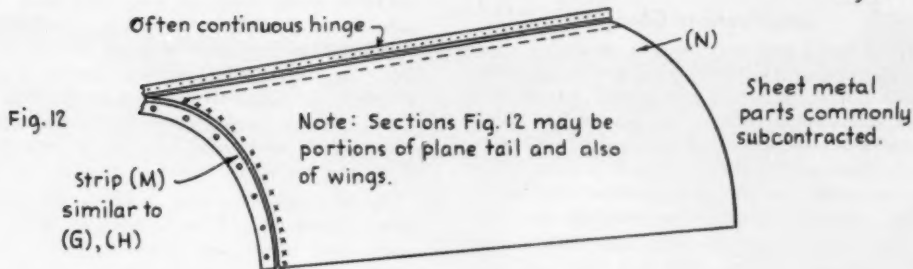 Often continuous hinge
(N)
Fig. 12
Note: Sections Fig. 12 may be
portions of plane tail and also
of wings.
Sheet metal
parts commonly
subcontracted.
Strip (M)
similar to
(G), (H)